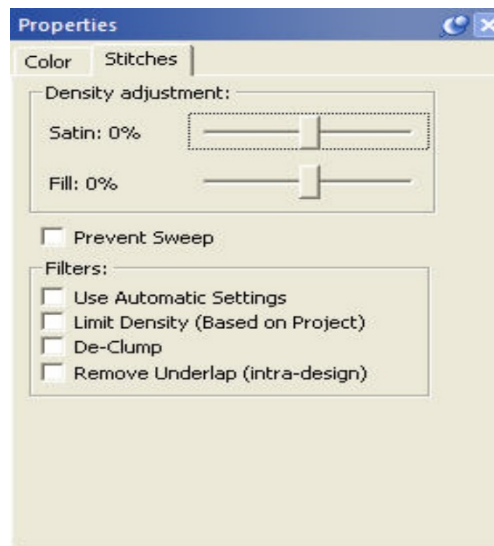 Properties
Color Stitches
Density adjustment:
Satin: 0%
Fill: 0%
Prevent Sweep
Filters:
Use Automatic Settings
Limit Density (Based on Project)
De-Clump
Remove Underlap (intra-design)